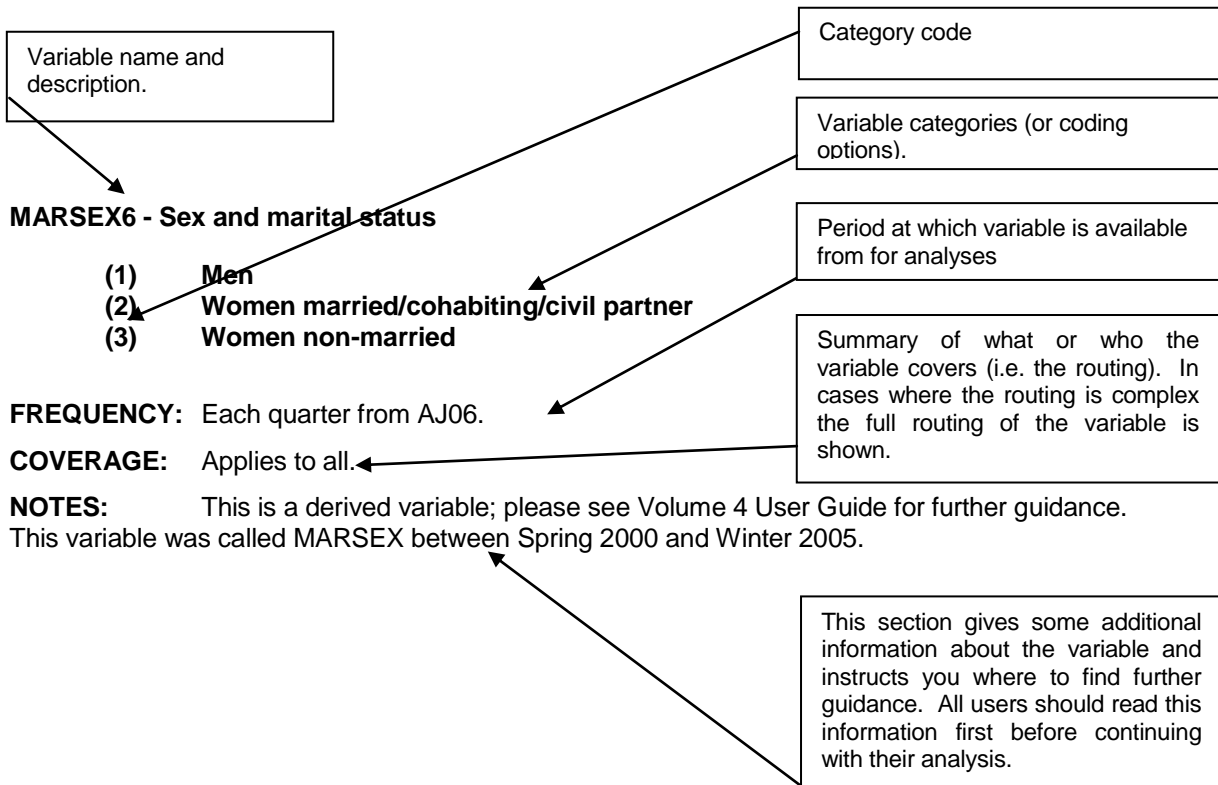 Category code
Variable name and
description.
Variable categories (or coding
options).
MARSEX6 - Sex and marital status
Period at which variable is available
from for analyses
(1) Men
(2) Women married/cohabiting/civil partner
(3) Women non-married
Summary of what or who the
variable covers (i.e. the routing). In
cases where the routing is complex
the full routing of the variable is
shown.
FREQUENCY: Each quarter from AJ06.
COVERAGE: Applies to all.
NOTES: This is a derived variable; please see Volume 4 User Guide for further guidance.
This variable was called MARSEX between Spring 2000 and Winter 2005.
This section gives some additional
information about the variable and
instructs you where to find further
guidance. All users should read this
information first before continuing
with their analysis.